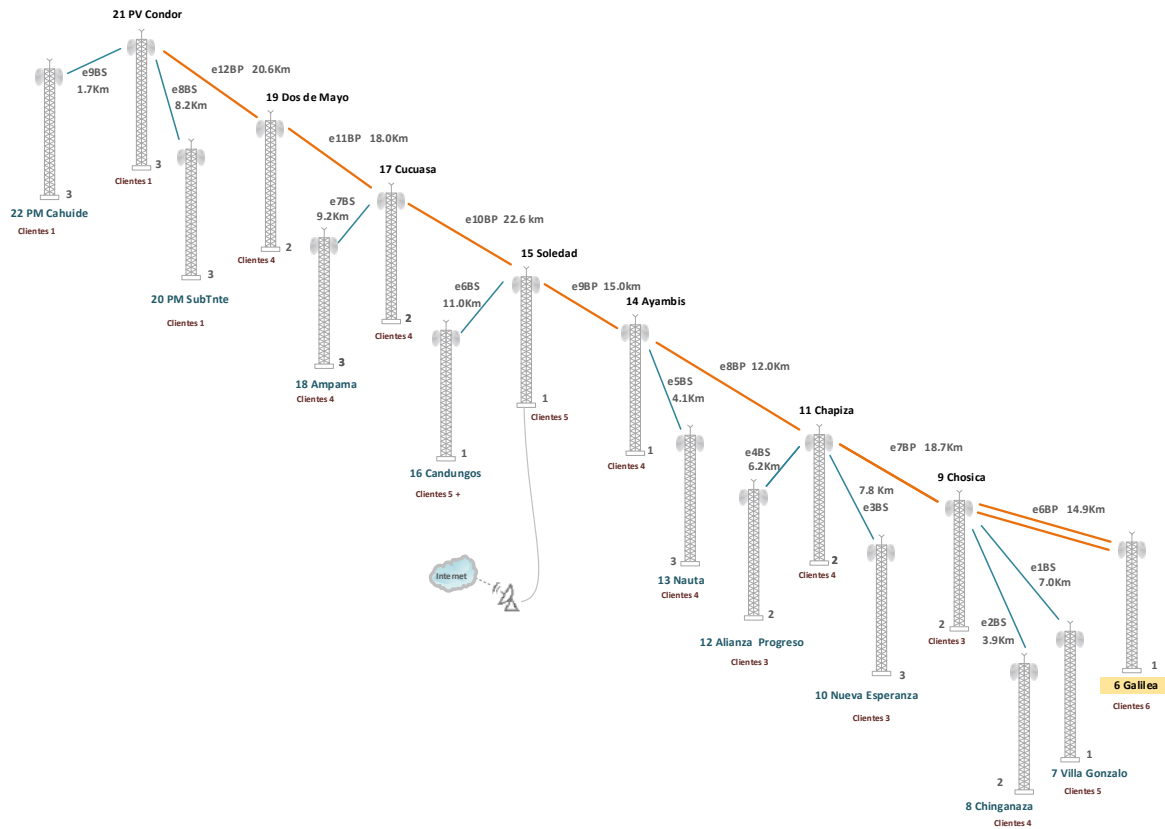 21 PV Condor
e9BS
1.7Km
e12BP 20.6Km
e8BS
8.2Km
3
Clientes 1
3
22 PM Cahuide
Clientes 1
3
20 PM SubTnte
Clientes 1
19 Dos de Mayo
e11BP 18.0Km
2
Clientes 4
17 Cucuasa
e7BS
9.2Km
e10BP 22.6 km
2
Clientes 4
3
18 Ampama
Clientes 4
15 Soledad
e6BS
11.0Km
e9BP 15.0km
1
Clientes 5
1
16 Candungos
Clientes 5 +
Internet
14 Ayambis
e8BP 12.0Km
e5BS
4.1Km
1
Clientes 4
3
13 Nauta
Clientes 4
11 Chapiza
e4BS
6.2Km
e7BP 18.7Km
7.8 Km
e3BS
2
Clientes 4
2
12 Alianza Progreso
Clientes 3
3
10 Nueva Esperanza
Clientes 3
9 Chosica
e6BP 14.9Km
e1BS
7.0Km
e2BS
3.9Km
2
Clientes 3
1
6 Galilea
Clientes 6
1
7 Villa Gonzalo
Clientes 5
2
8 Chinganaza
Clientes 4